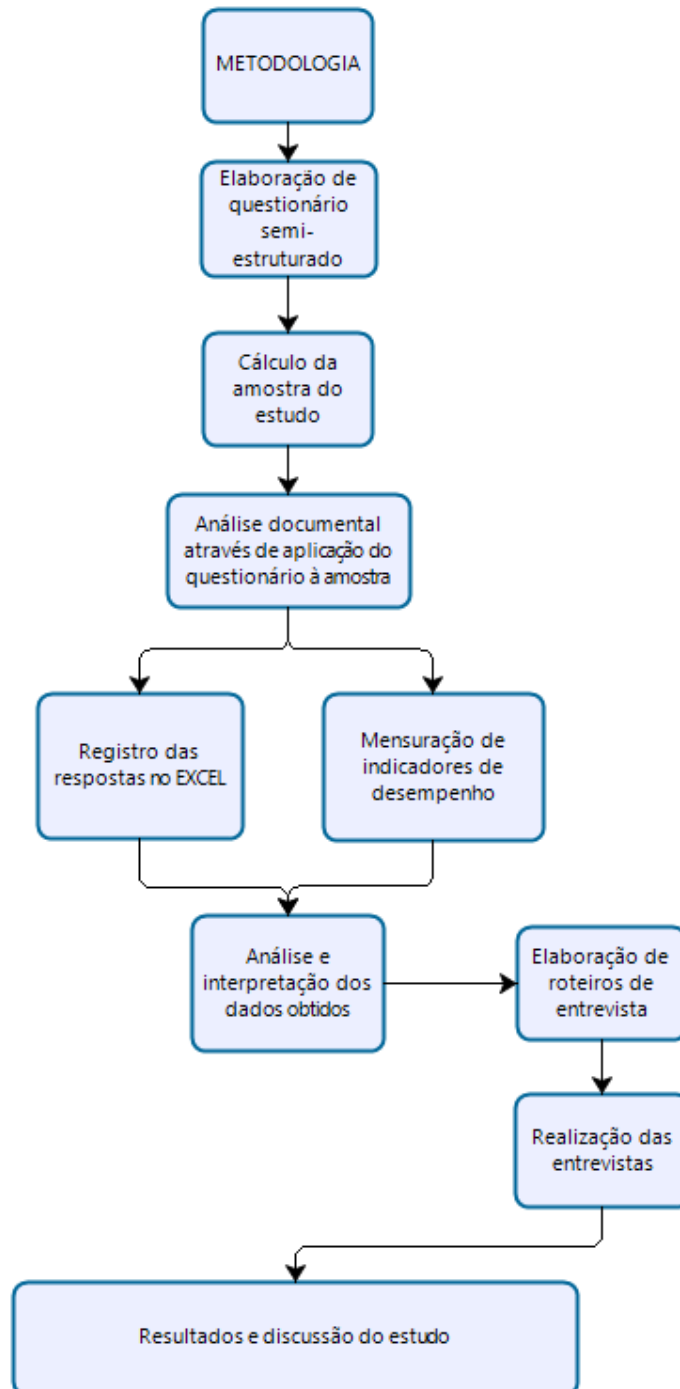 METODOLOGIA
Elaboração de
questionário
semi-
estruturado
Cálculo da
amostra do
estudo
Análise documental
através de aplicação do
questionário à amostra
Registro das
respostas no EXCEL
Mensuração de
indicadores de
desempenho
Análise e
interpretação dos
dados obtidos
Elaboração de
roteiros de
entrevista
Realização das
entrevistas
Resultados e discussão do estudo